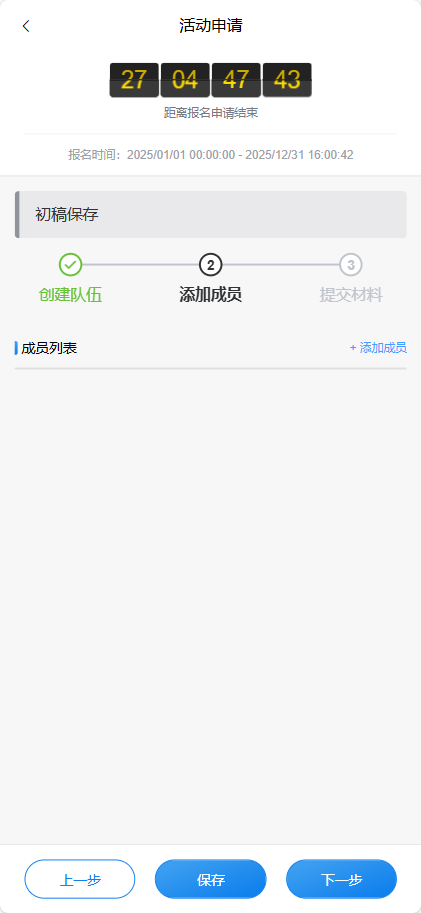 活动申请
27 04 47 43
距离报名申请结束
报名时间：2025/01/01 00:00:00 - 2025/12/31 16:00:42
初稿保存
2 3
创建队伍 添加成员 提交材料
成员列表 + 添加成员
上一步 保存 下一步